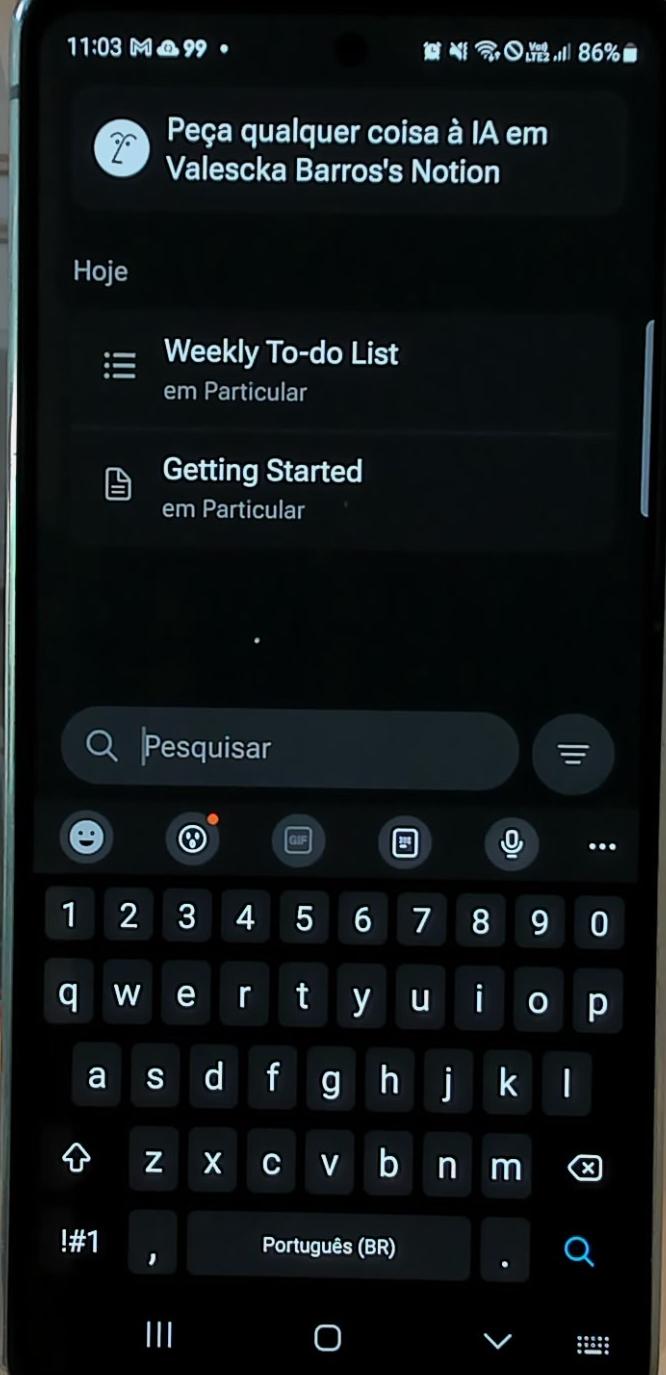 11:03 99
Vo)) LTE2 86%
Peça qualquer coisa à IA em
Valescka Barros's Notion
Hoje
Weekly To-do List
em Particular
Getting Started
em Particular
Pesquisar
GIF
1 2 3 4 5 6 7 8 9 0
q w e r t y u i o p
a s d f g h j k l
z x c v b n m
!#1 , Português (BR) .